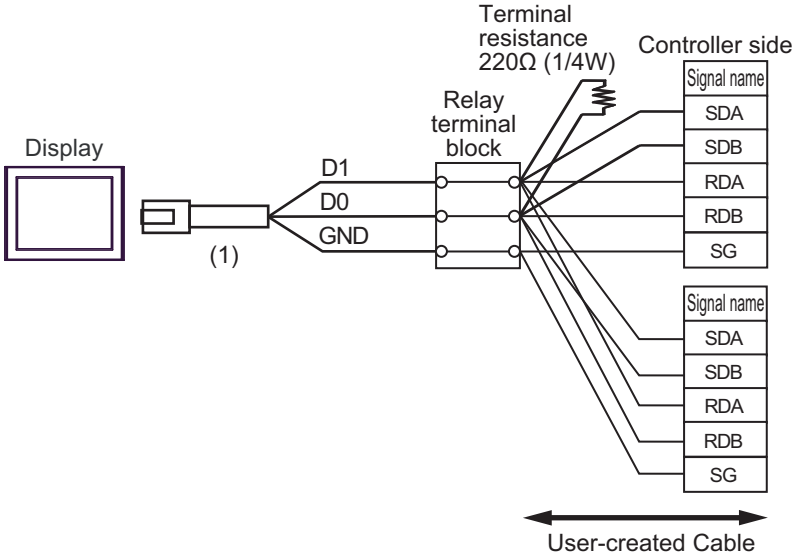 Terminal
resistance
220Ω (1/4W)
Controller side
Relay
terminal
block
Display
D1
D0
GND
(1)
Signal name
SDA
SDB
RDA
RDB
SG
Signal name
SDA
SDB
RDA
RDB
SG
User-created Cable